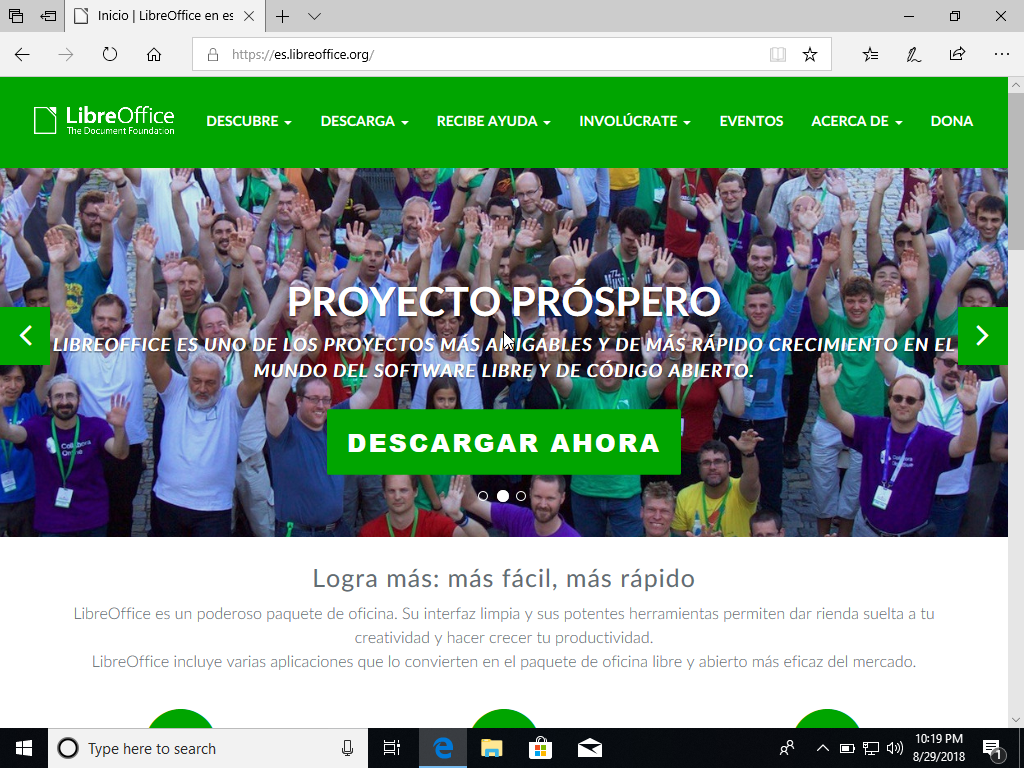 Inicio | LibreOffice en es
https://es.libreoffice.org/
LibreOffice
The Document Foundation
DESCUBRE
DESCARGA
RECIBE AYUDA
INVOLÚCRATE
EVENTOS
ACERCA DE
DONA
PROYECTO PRÓSPERO
LIBREOFFICE ES UNO DE LOS PROYECTOS MÁS AMIGABLES Y DE MÁS RÁPIDO CRECIMIENTO EN EL
MUNDO DEL SOFTWARE LIBRE Y DE CÓDIGO ABIERTO.
DESCARGAR AHORA
Logra más: más fácil, más rápido
LibreOffice es un poderoso paquete de oficina. Su interfaz limpia y sus potentes herramientas permiten dar rienda suelta a tu
creatividad y hacer crecer tu productividad.
LibreOffice incluye varias aplicaciones que lo convierten en el paquete de oficina libre y abierto más eficaz del mercado.
Type here to search
10:19 PM
8/29/2018
1